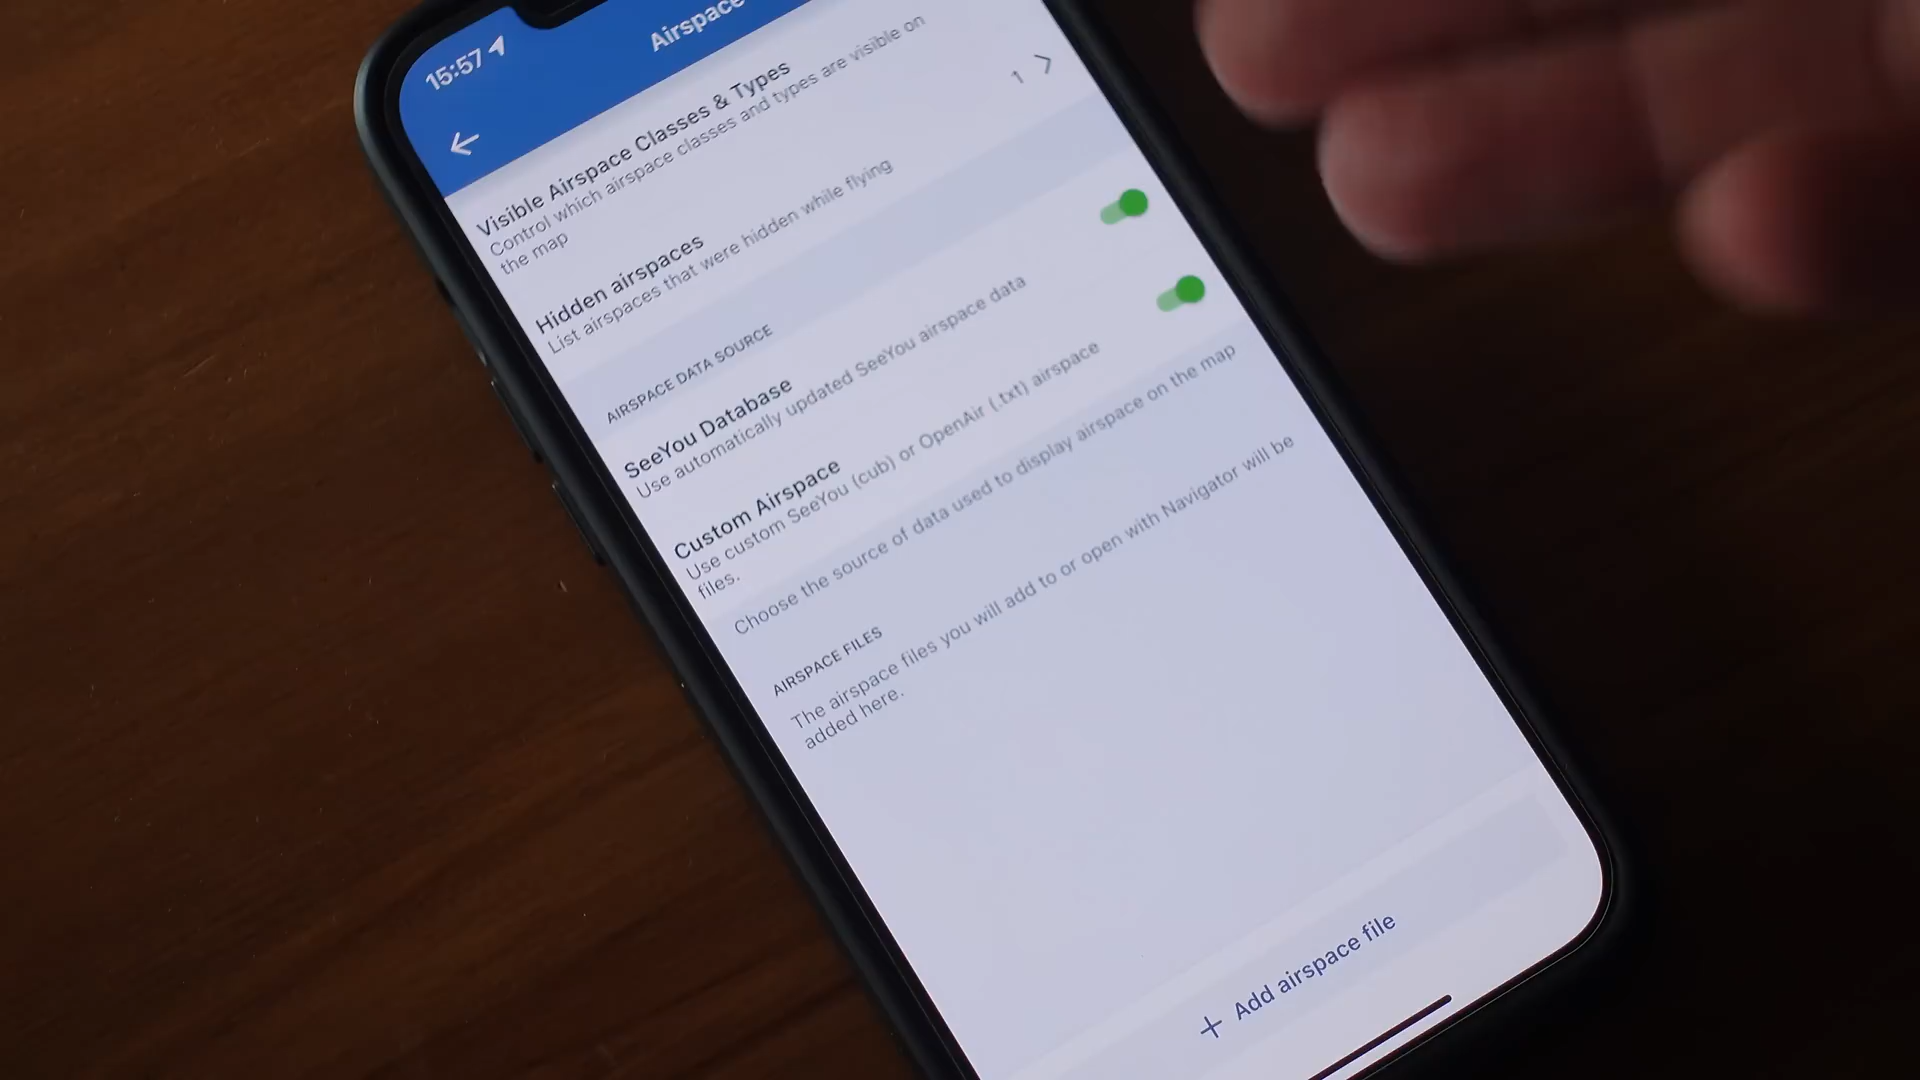 15:57
Airspace
Visible Airspace Classes & Types
Control which airspace classes and types are visible on
the map
Hidden airspaces
1
List airspaces that were hidden while flying
AIRSPACE DATA SOURCE
SeeYou Database
Use automatically updated SeeYou airspace data
Custom Airspace
Use custom SeeYou (cub) or OpenAir (.txt) airspace
files.
Choose the source of data used to display airspace on the map
AIRSPACE FILES
The airspace files you will add to or open with Navigator will be
added here.
+ Add airspace file